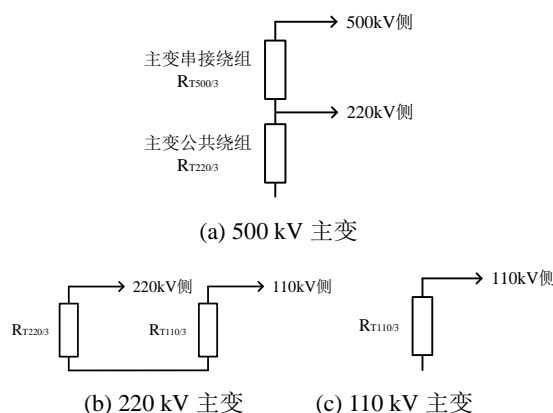 500kV侧
主变串接绕组
RT500/3
220kV侧
主变公共绕组
RT220/3
(a) 500 kV 主变
220kV侧
110kV侧
110kV侧
RT220/3
RT110/3
RT110/3
(b) 220 kV 主变
(c) 110 kV 主变